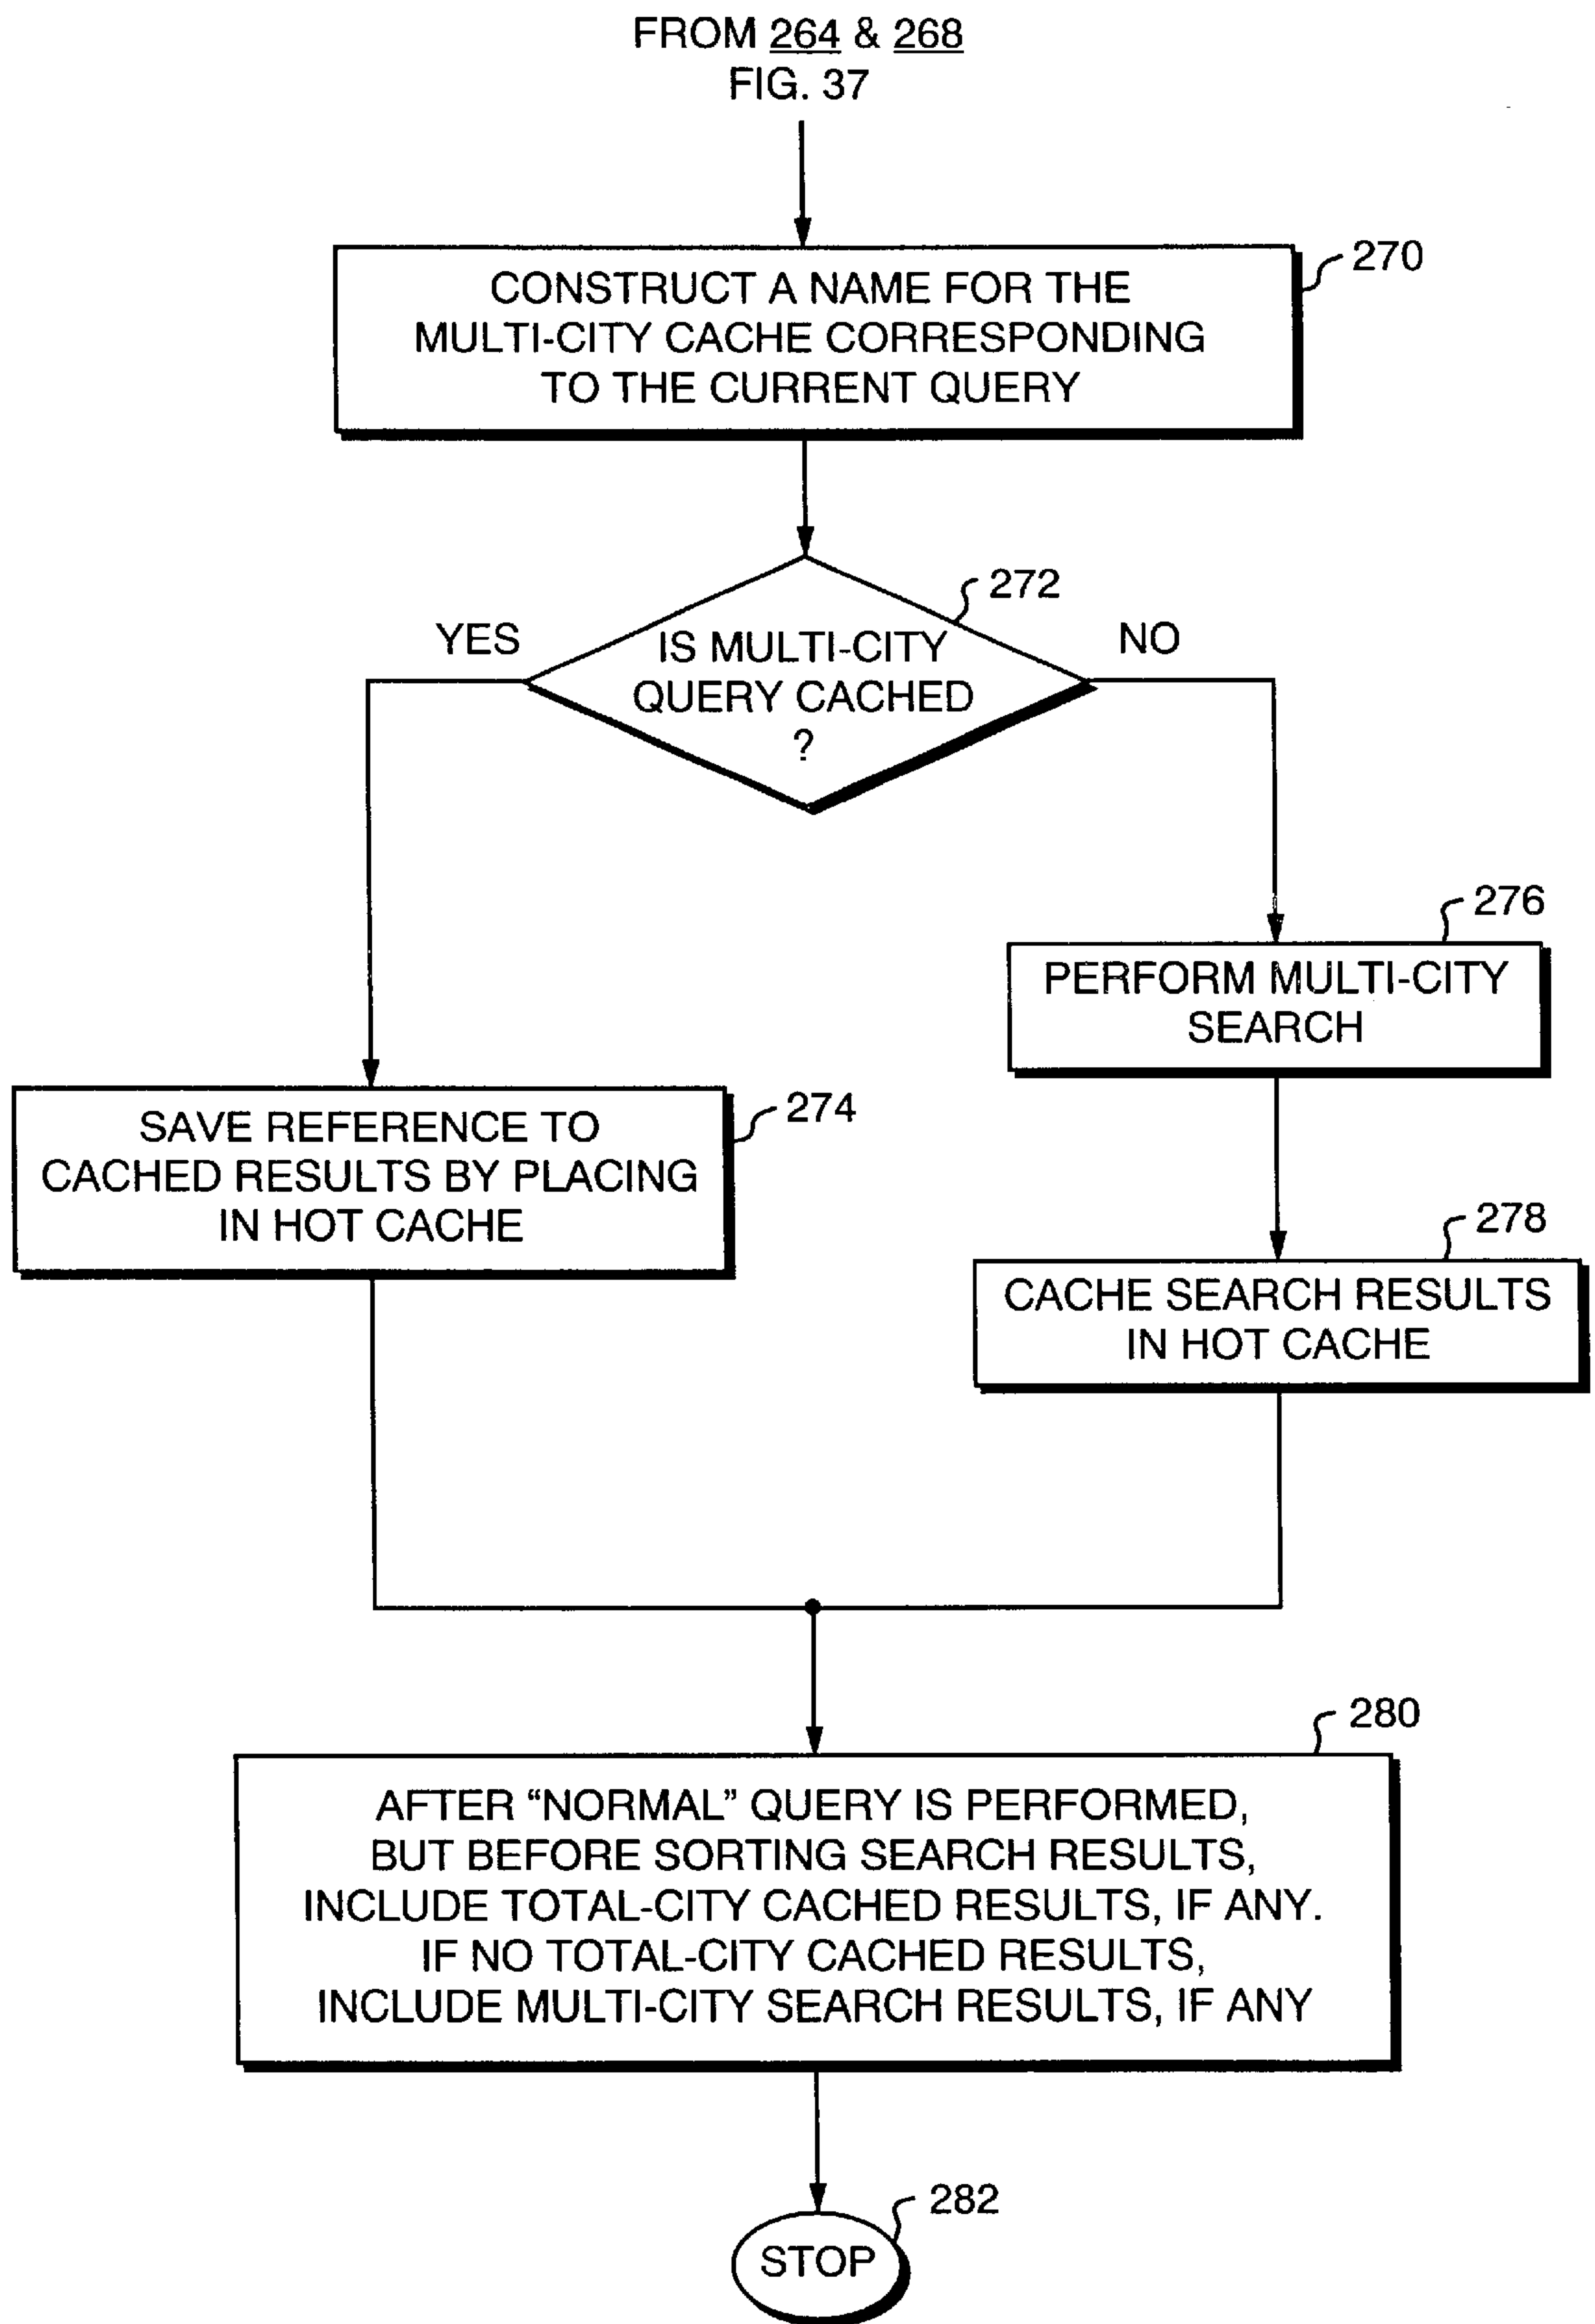 FROM 264 & 268
FIG. 37
270
CONSTRUCT A NAME FOR THE
MULTI-CITY CACHE CORRESPONDING
TO THE CURRENT QUERY
272
YES
NO
IS MULTI-CITY
QUERY CACHED
?
276
PERFORM MULTI-CITY
SEARCH
274
SAVE REFERENCE TO
CACHED RESULTS BY PLACING
IN HOT CACHE
278
CACHE SEARCH RESULTS
IN HOT CACHE
280
AFTER “NORMAL” QUERY IS PERFORMED,
BUT BEFORE SORTING SEARCH RESULTS,
INCLUDE TOTAL-CITY CACHED RESULTS, IF ANY.
IF NO TOTAL-CITY CACHED RESULTS,
INCLUDE MULTI-CITY SEARCH RESULTS, IF ANY
282
STOP